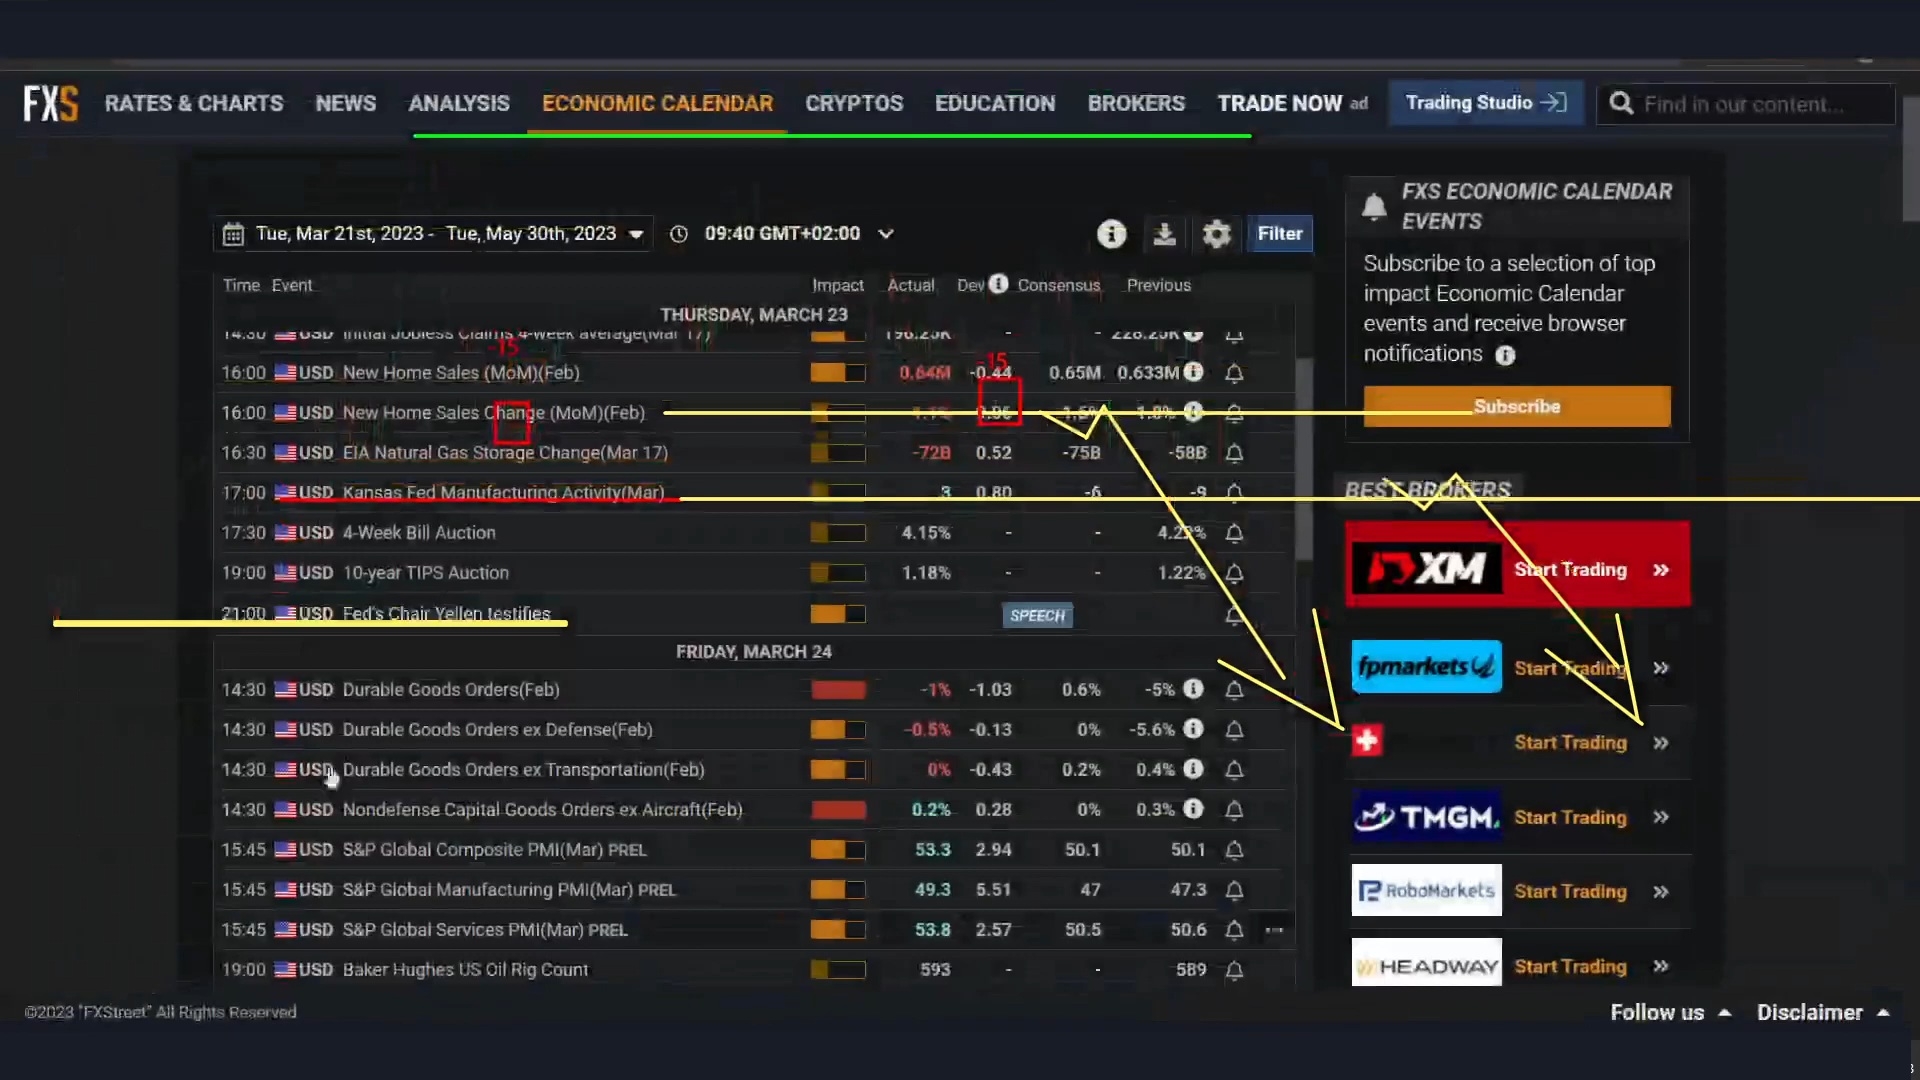 FXS RATES & CHARTS NEWS ANALYSIS ECONOMIC CALENDAR CRYPTOS EDUCATION BROKERS TRADE NOW ad Trading Studio Find in our content...
Tue, Mar 21st, 2023 - Tue, May 30th, 2023 09:40 GMT+02:00 Filter
Time Event Impact Actual Dev Consensus Previous
THURSDAY, MARCH 23
14:30 USD Initial Jobless Claims 4-week average(Mar 17) 196.25K - -
-15
-15
16:00 USD New Home Sales (MoM)(Feb) 0.64M -0.44 0.65M 0.633M
16:00 USD New Home Sales Change (MoM)(Feb)
16:30 USD EIA Natural Gas Storage Change(Mar 17) -72B 0.52 -75B -58B
17:00 USD Kansas Fed Manufacturing Activity(Mar) 3 0.80 -6 -9
17:30 USD 4-Week Bill Auction 4.15% - -
19:00 USD 10-year TIPS Auction 1.18% - - 1.22%
21:00 USD Fed's Chair Yellen testifies SPEECH
FRIDAY, MARCH 24
14:30 USD Durable Goods Orders(Feb) -1% -1.03 0.6% -5%
14:30 USD Durable Goods Orders ex Defense(Feb) -0.5% -0.13 0% -5.6%
14:30 USD Durable Goods Orders ex Transportation(Feb) 0% -0.43 0.2% 0.4%
14:30 USD Nondefense Capital Goods Orders ex Aircraft(Feb) 0.2% 0.28 0% 0.3%
15:45 USD S&P Global Composite PMI(Mar) PREL 53.3 2.94 50.1 50.1
15:45 USD S&P Global Manufacturing PMI(Mar) PREL 49.3 5.51 47 47.3
15:45 USD S&P Global Services PMI(Mar) PREL 53.8 2.57 50.5 50.6
19:00 USD Baker Hughes US Oil Rig Count 593 - - 589
FXS ECONOMIC CALENDAR
EVENTS
Subscribe to a selection of top
impact Economic Calendar
events and receive browser
notifications
Subscribe
BEST BROKERS
XM Start Trading
fpmarkets Start Trading
Start Trading
TMGM. Start Trading
RoboMarkets Start Trading
HEADWAY Start Trading
©2023 "FXStreet" All Rights Reserved
Follow us Disclaimer